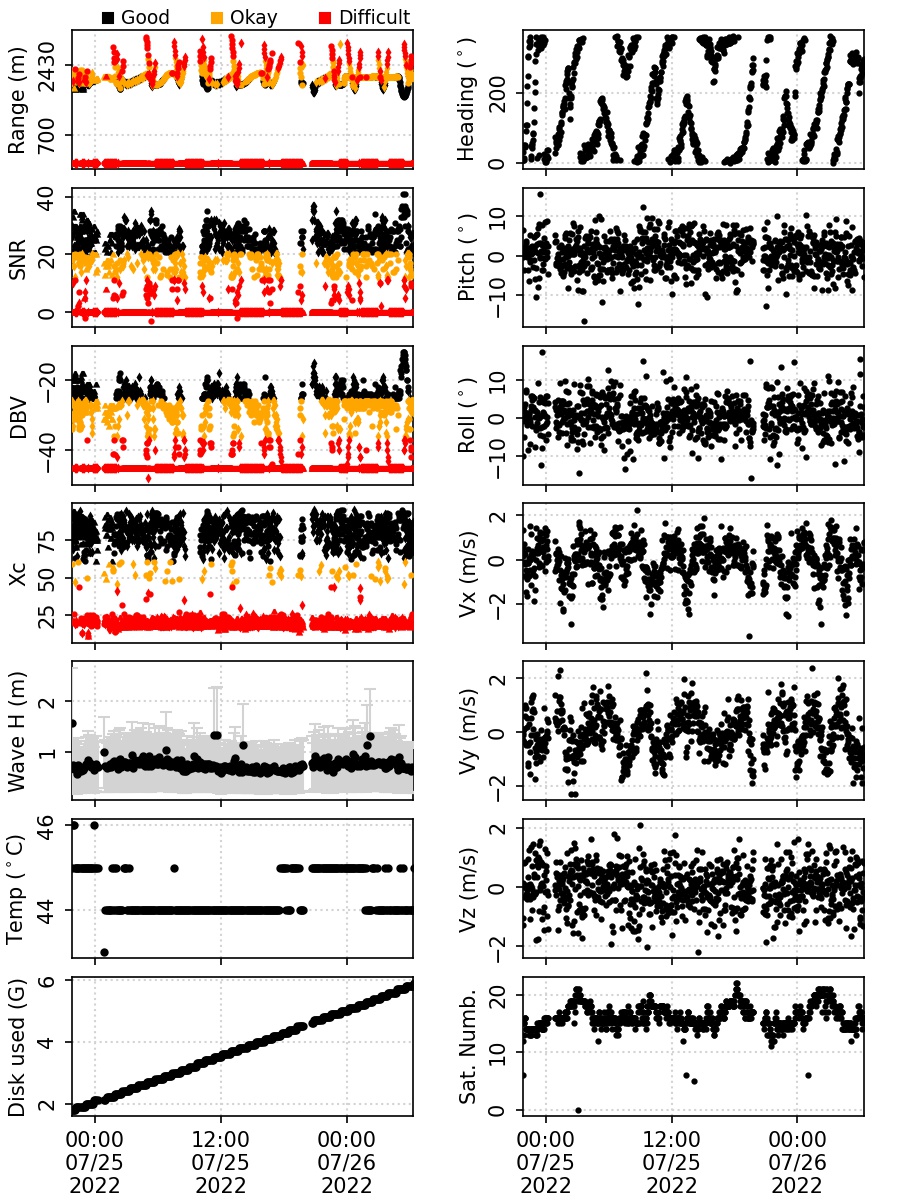 Good Okay Difficult
Range (m)
2430
700
Heading (°)
200
0
SNR
40
20
0
Pitch (°)
10
0
−10
DBV
−20
−40
Roll (°)
10
0
−10
Xc
75
50
25
Vx (m/s)
2
0
−2
Wave H (m)
2
1
Vy (m/s)
2
0
−2
Temp (°C)
46
44
Vz (m/s)
2
0
−2
Disk used (G)
6
4
2
Sat. Numb.
20
10
0
00:00 12:00 00:00 00:00 12:00 00:00
07/25 07/25 07/26 07/25 07/25 07/26
2022 2022 2022 2022 2022 2022